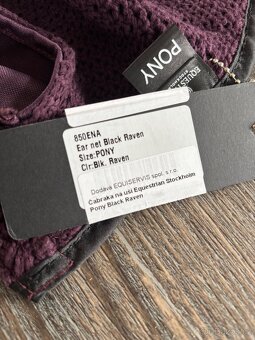 PONY
EQUES
850ENA
Ear net Black Raven
Size:PONY
Clr:Blk. Raven
Dodává EQUISERVIS spol. s r.o.
Čabraka na uši Equestrian Stockholm
Pony Black Raven